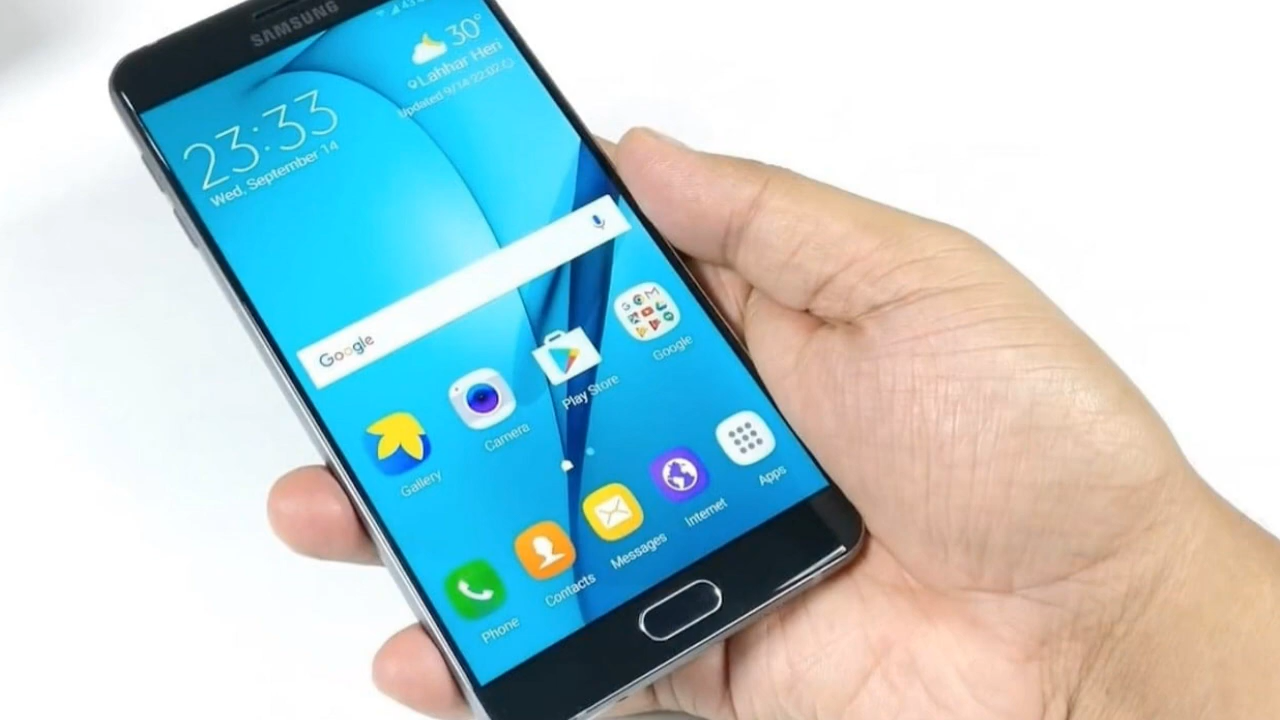 SAMSUNG
43%
30°
Lahhar Heri
Updated 9/14 22:02
23:33
Wed, September 14
Google
Gallery
Camera
Play Store
Google
Phone
Contacts
Messages
Internet
Apps